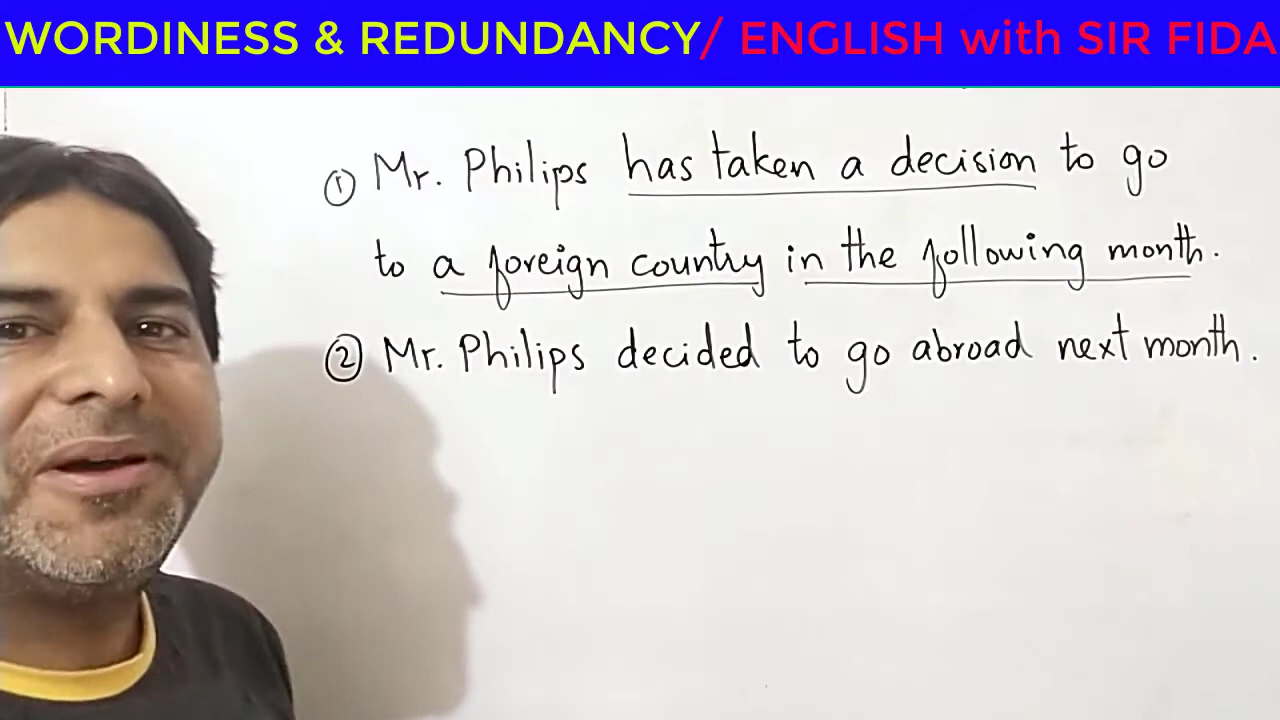 WORDINESS & REDUNDANCY/ ENGLISH with SIR FIDA
① Mr. Philips has taken a decision to go
to a foreign country in the following month.
② Mr. Philips decided to go abroad next month.